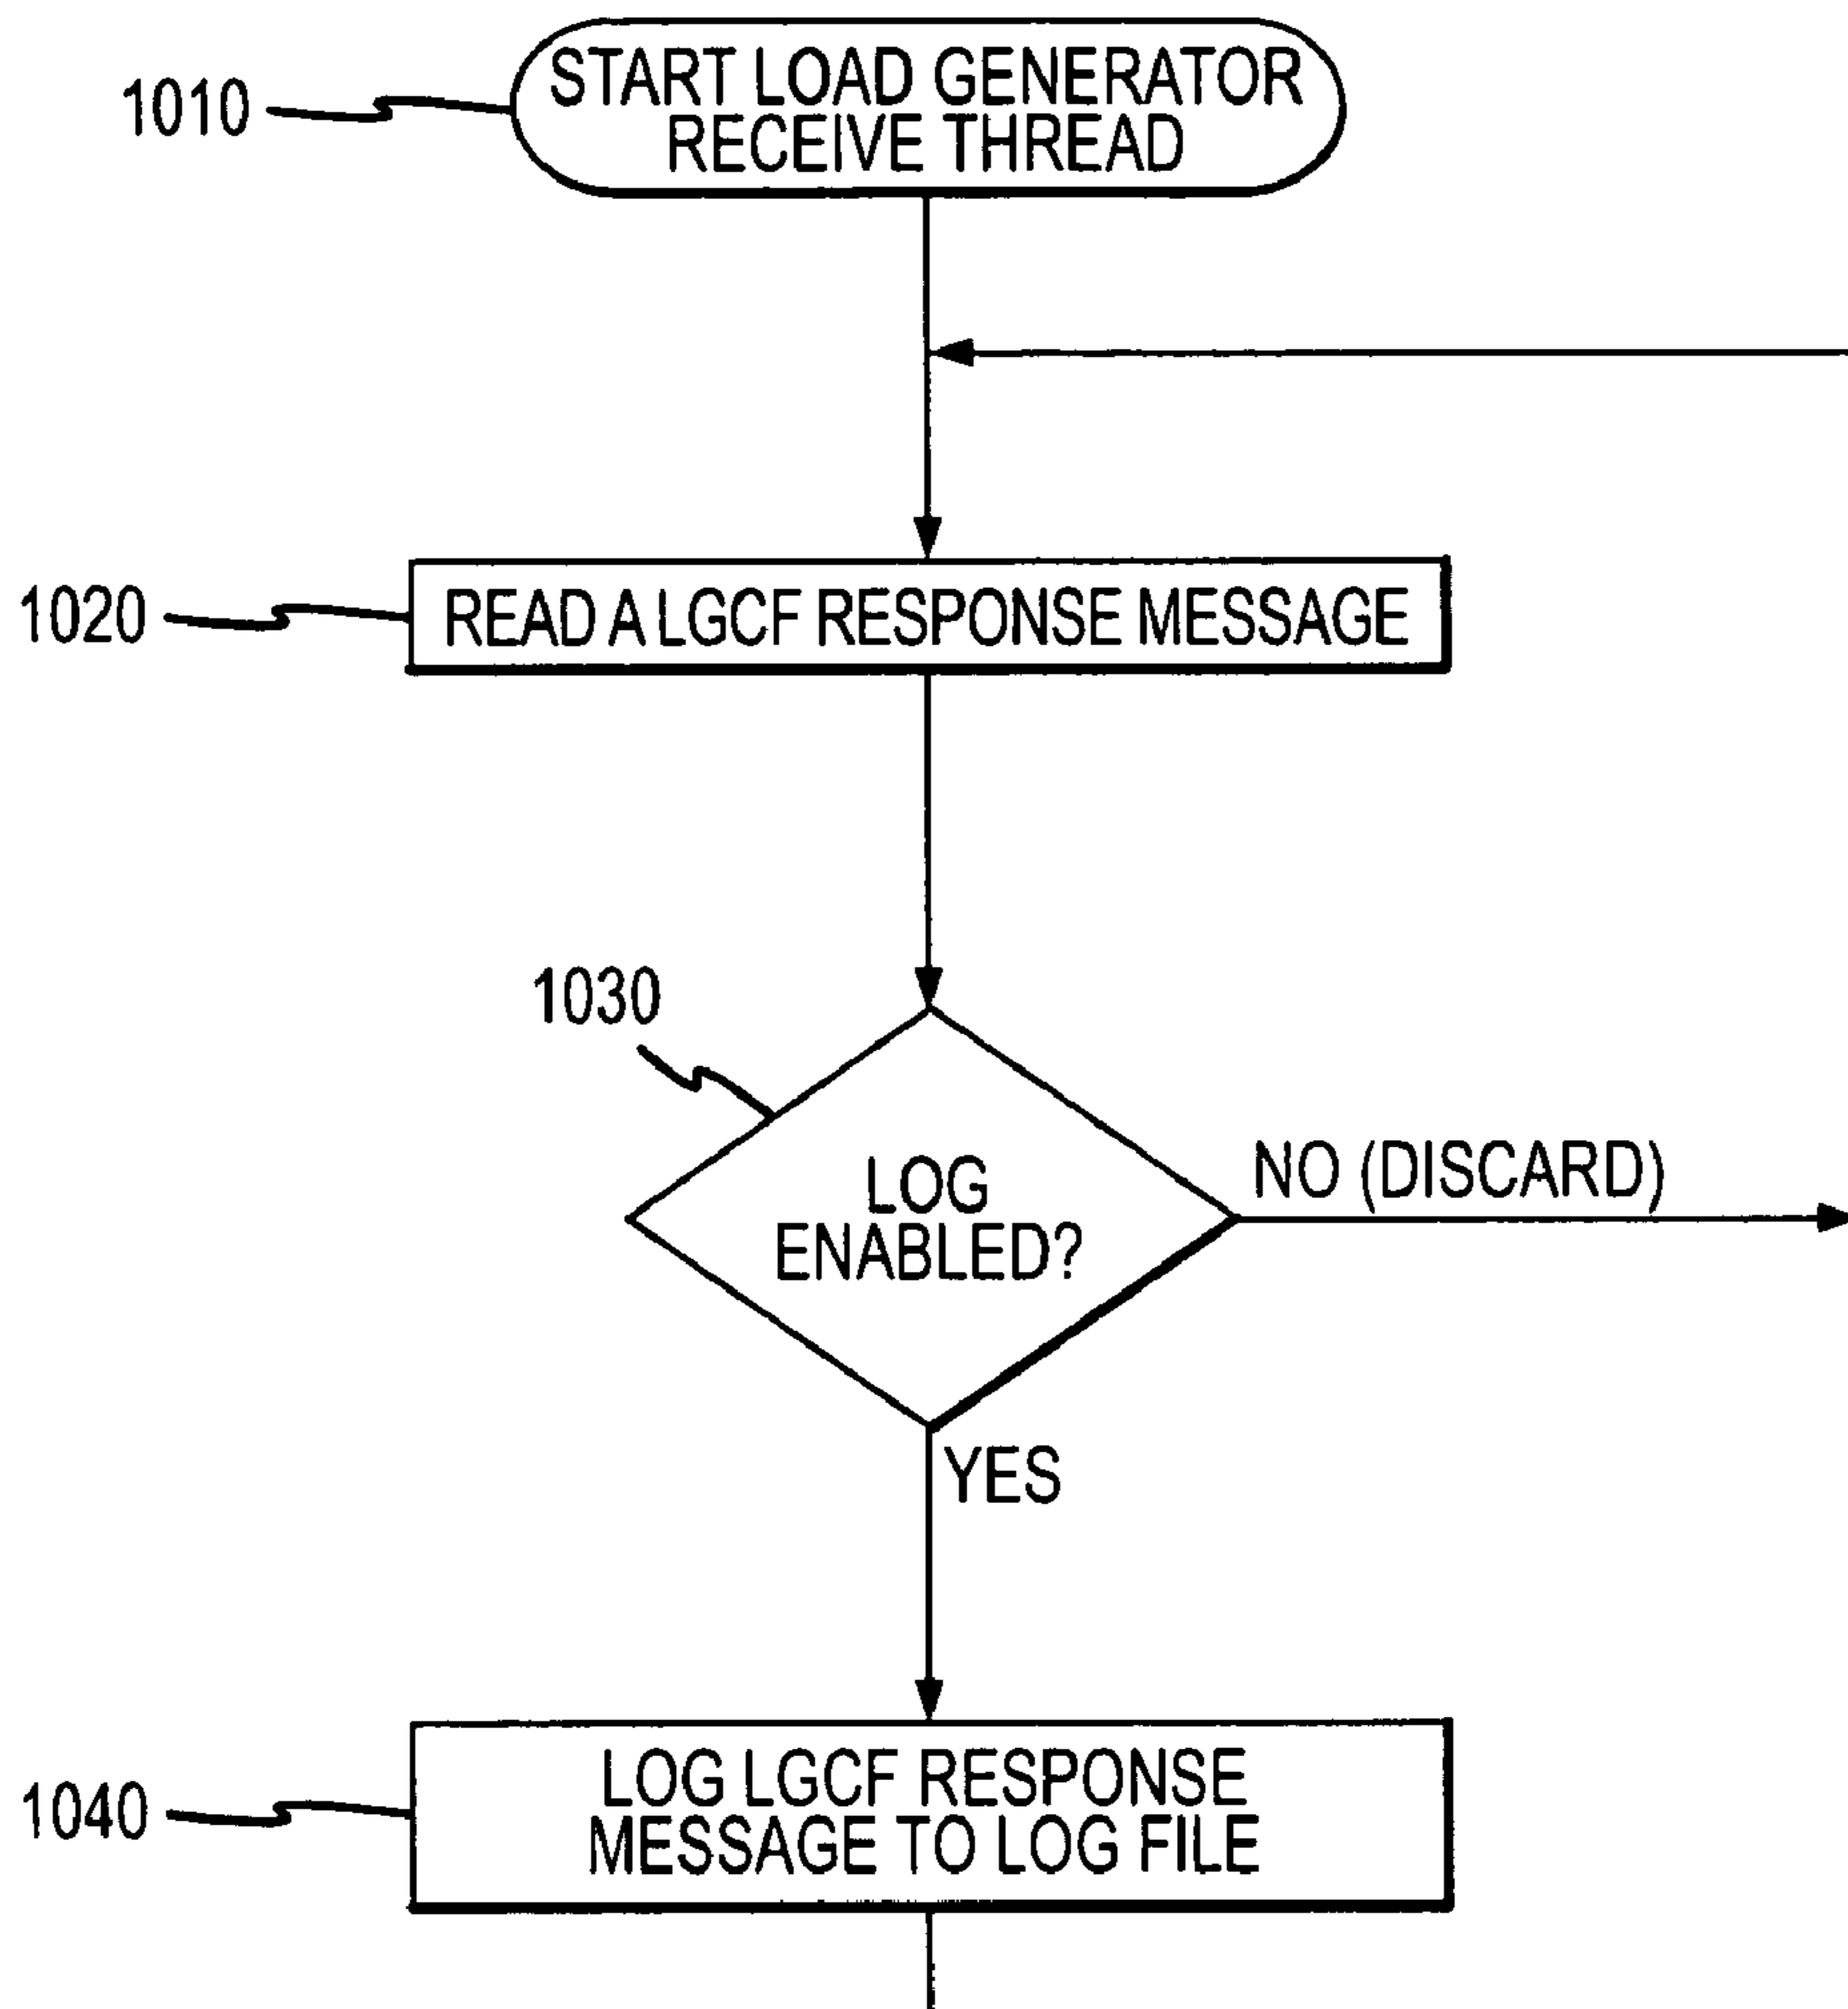 1010
START LOAD GENERATOR
RECEIVE THREAD
1020
READ A LGCF RESPONSE MESSAGE
1030
LOG
ENABLED?
NO (DISCARD)
YES
1040
LOG LGCF RESPONSE
MESSAGE TO LOG FILE